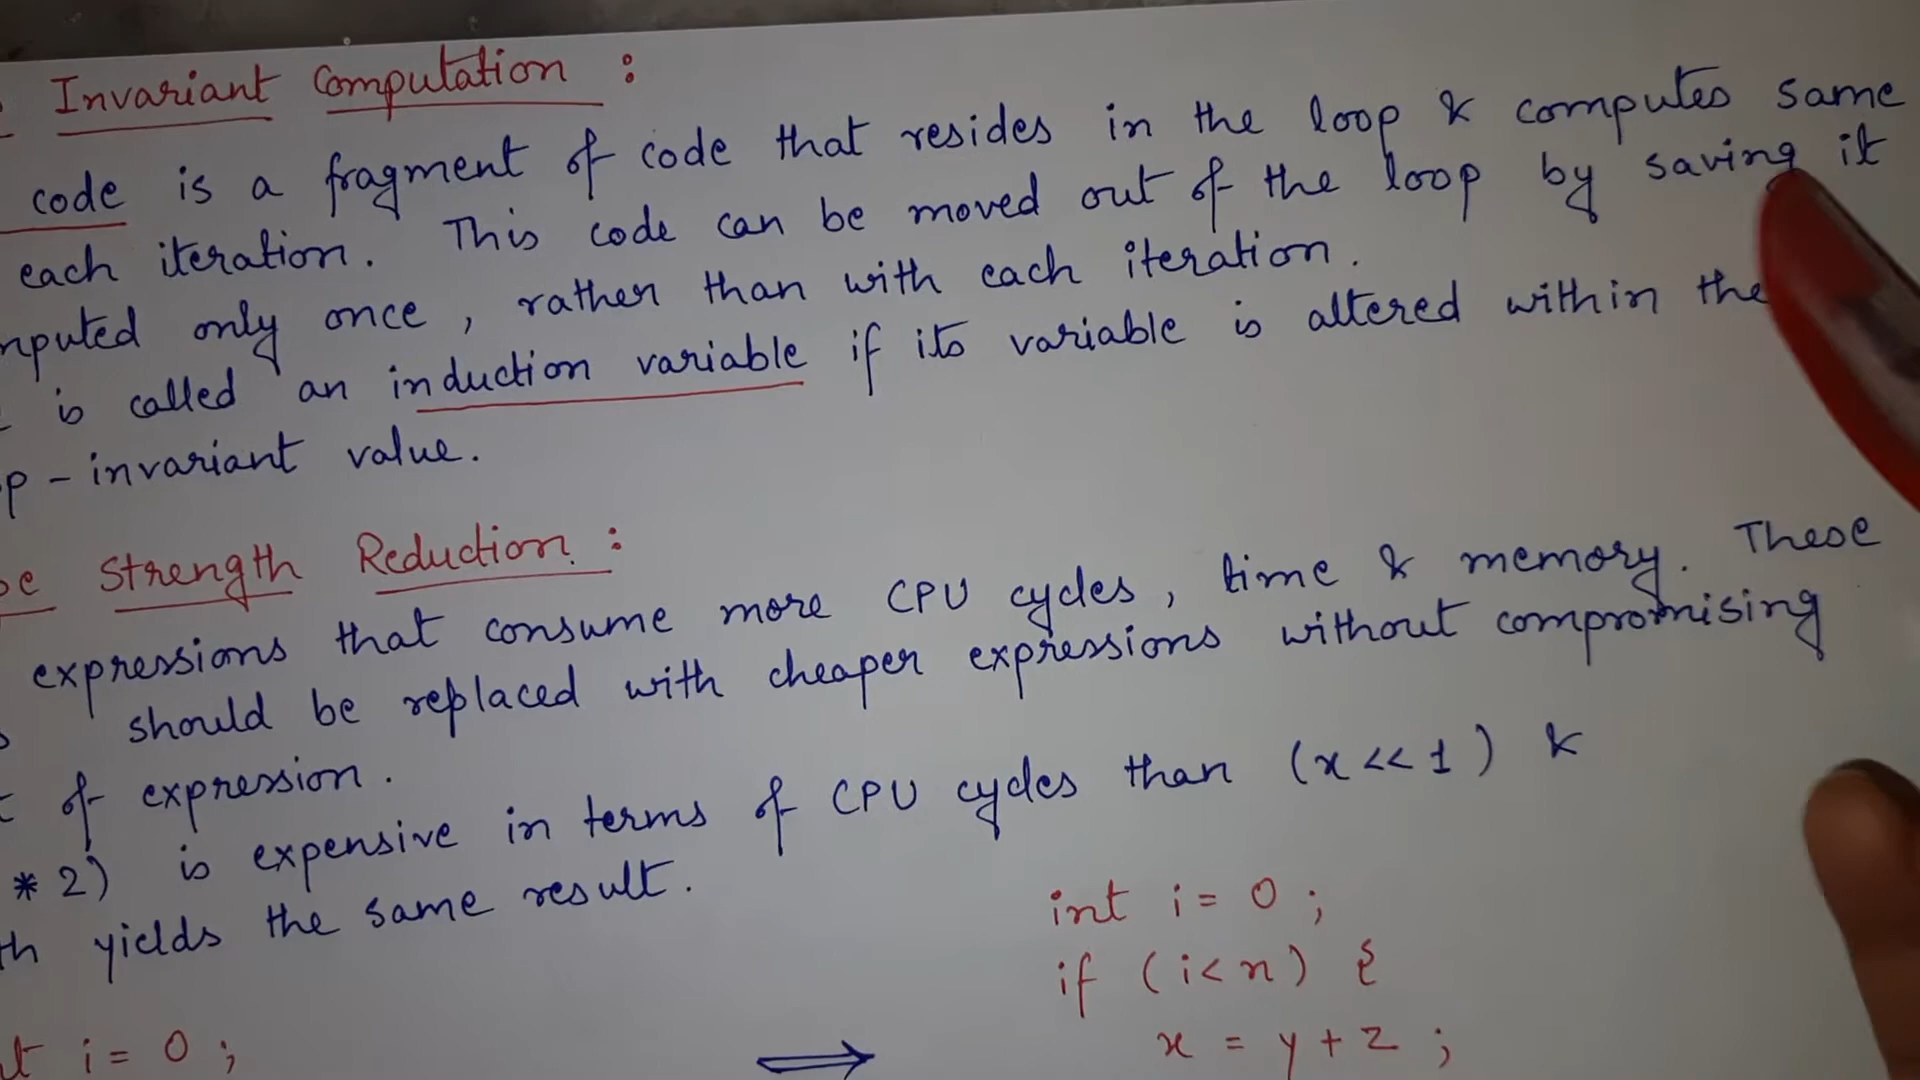 Invariant Computation :
code is a fragment of code that resides in the loop & computes same
each iteration. This code can be moved out of the loop by saving it
mputed only once, rather than with each iteration.
is called an induction variable if its variable is altered within the
p - invariant value.
Strength Reduction :
expressions that consume more CPU cycles, time & memory. These
should be replaced with cheaper expressions without compromising
of expression.
* 2) is expensive in terms of CPU cycles than (x << 1) &
th yields the same result.
int i = 0 ;
if (i < n) {
t i = 0 ;
x = y + z ;